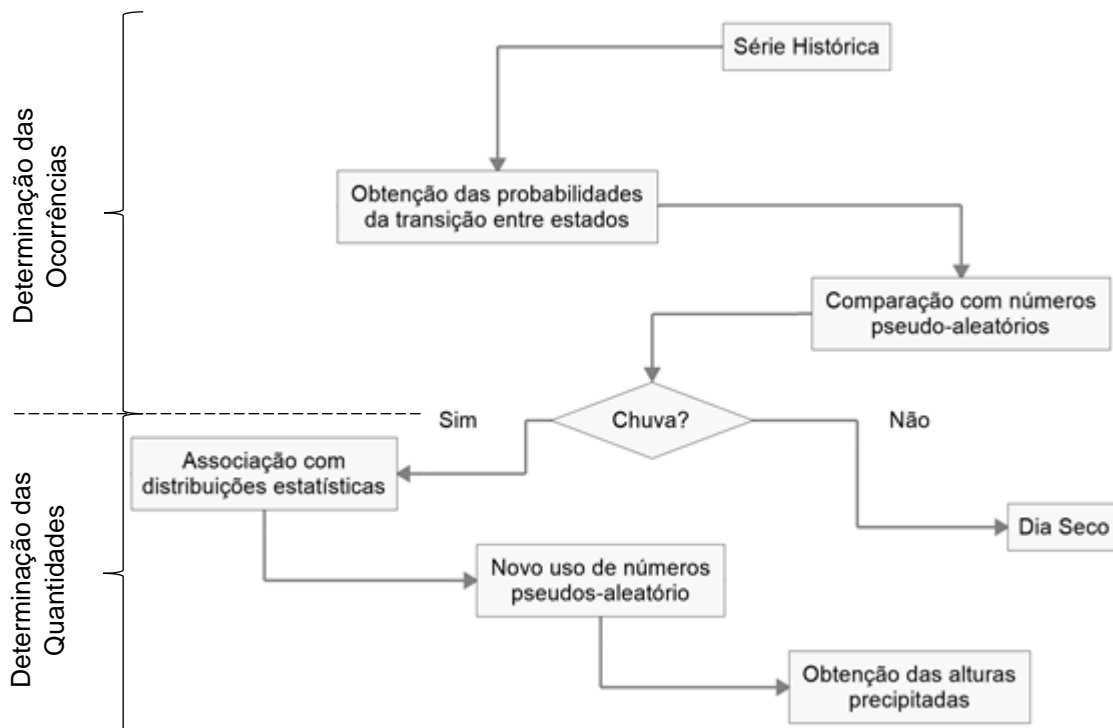 Determinação das
Ocorrências
Série Histórica
Obtenção das probabilidades
da transição entre estados
Comparação com números
pseudo-aleatórios
Chuva?
Sim
Não
Determinação das
Quantidades
Associação com
distribuições estatísticas
Dia Seco
Novo uso de números
pseudos-aleatório
Obtenção das alturas
precipitadas